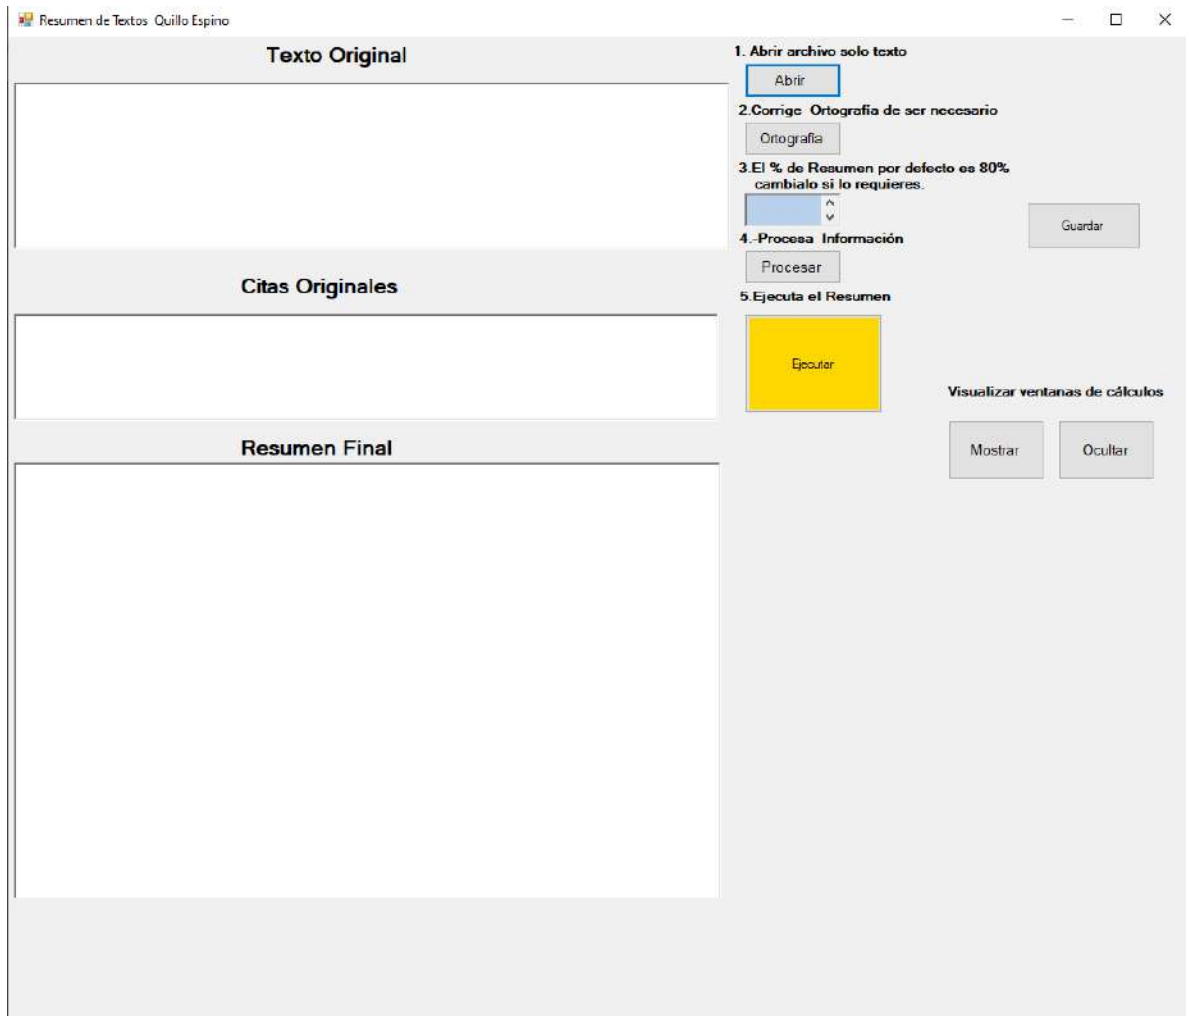 Resumen de Textos Quillo Espino
Texto Original
1. Abrir archivo solo texto
Abrir
2.Corrige Ortografía de ser necesario
Ortografía
3.El % de Resumen por defecto es 80%
cambialo si lo requieres.
Guardar
4.-Procesa Información
Procesar
Citas Originales
5.Ejecuta el Resumen
Ejecutar
Visualizar ventanas de cálculos
Mostrar
Ocultar
Resumen Final